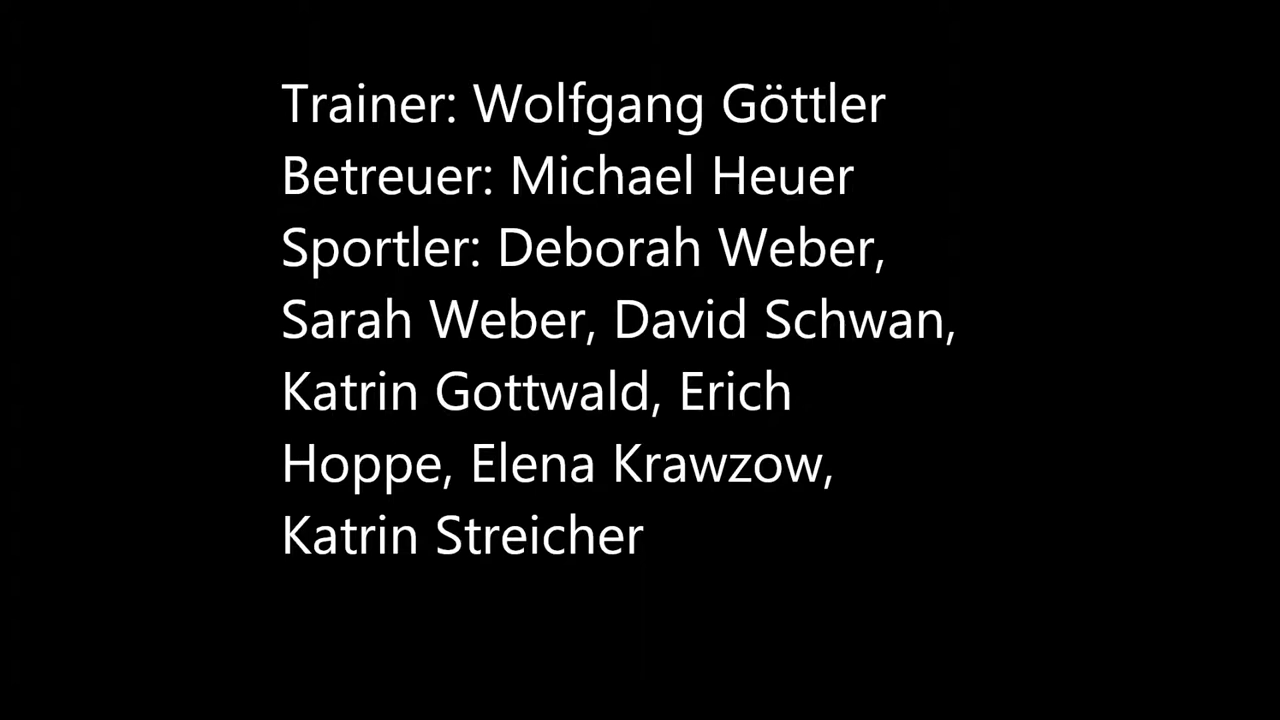 Trainer: Wolfgang Göttler
Betreuer: Michael Heuer
Sportler: Deborah Weber,
Sarah Weber, David Schwan,
Katrin Gottwald, Erich
Hoppe, Elena Krawzow,
Katrin Streicher